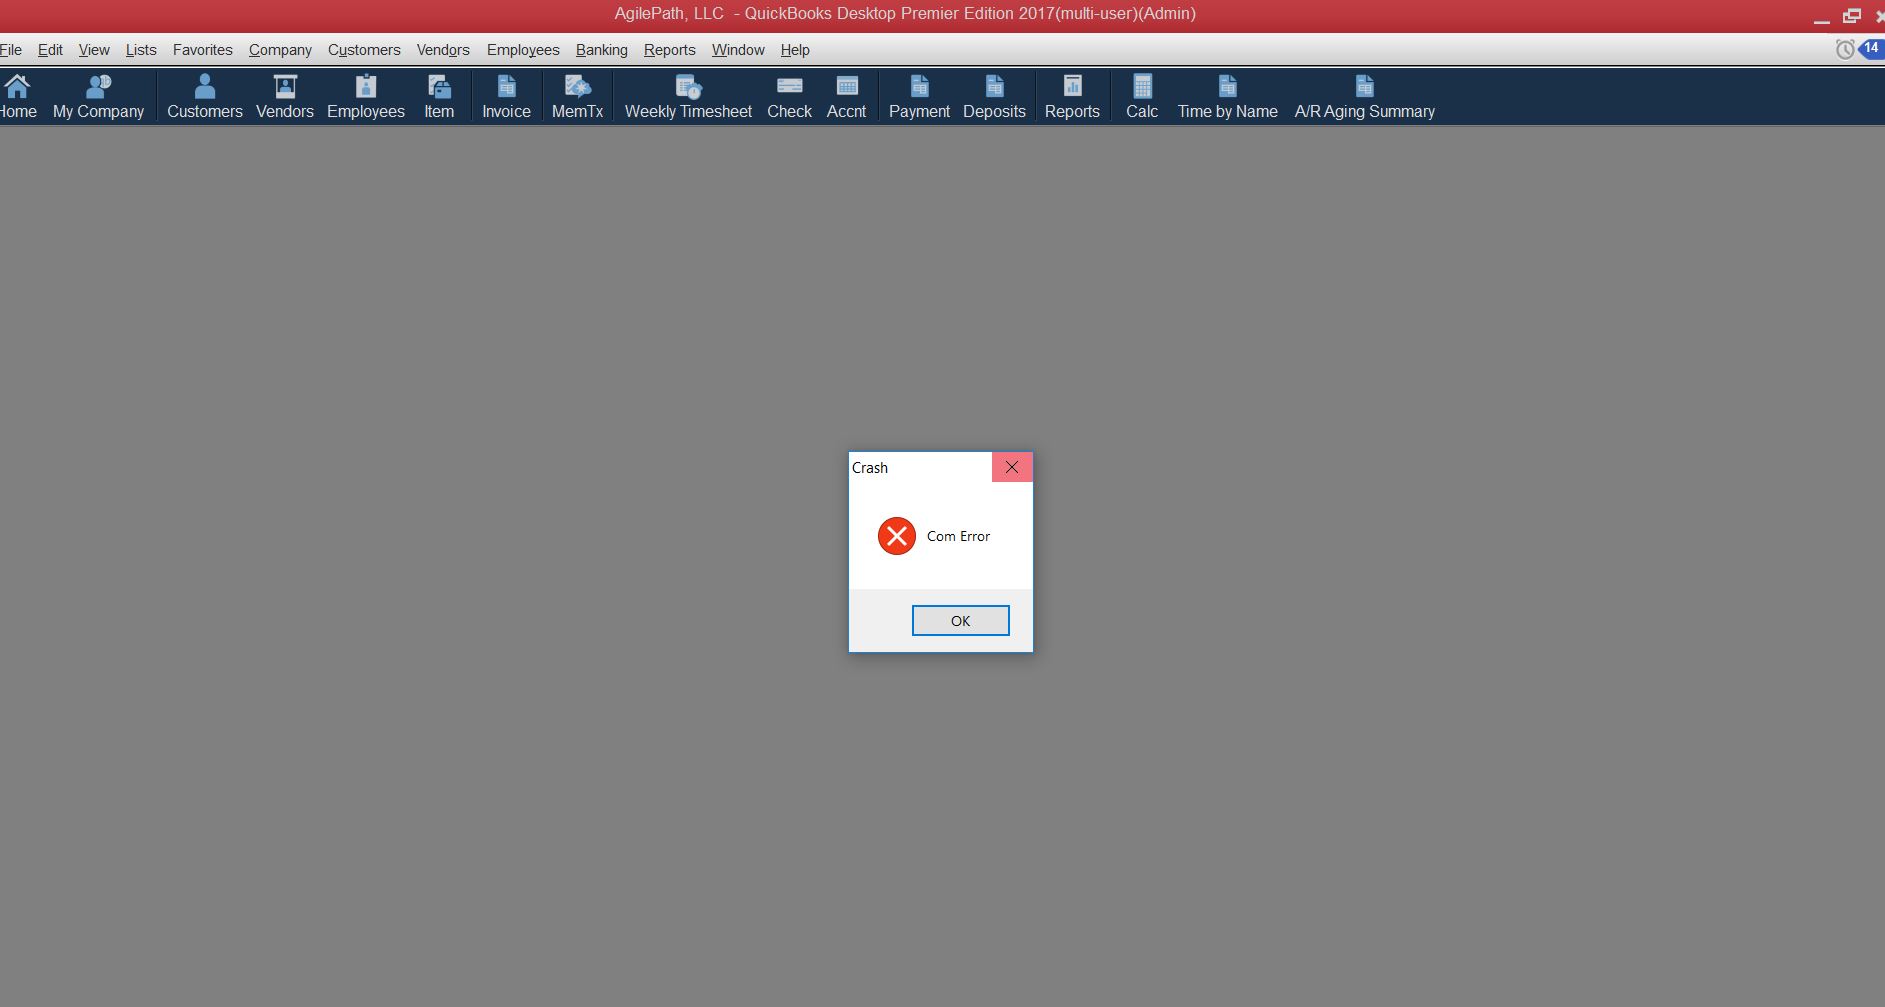 AgilePath, LLC - QuickBooks Desktop Premier Edition 2017(multi-user)(Admin)
File Edit View Lists Favorites Company Customers Vendors Employees Banking Reports Window Help 14
Home My Company Customers Vendors Employees Item Invoice MemTx Weekly Timesheet Check Accnt Payment Deposits Reports Calc Time by Name A/R Aging Summary
Crash
Com Error
OK